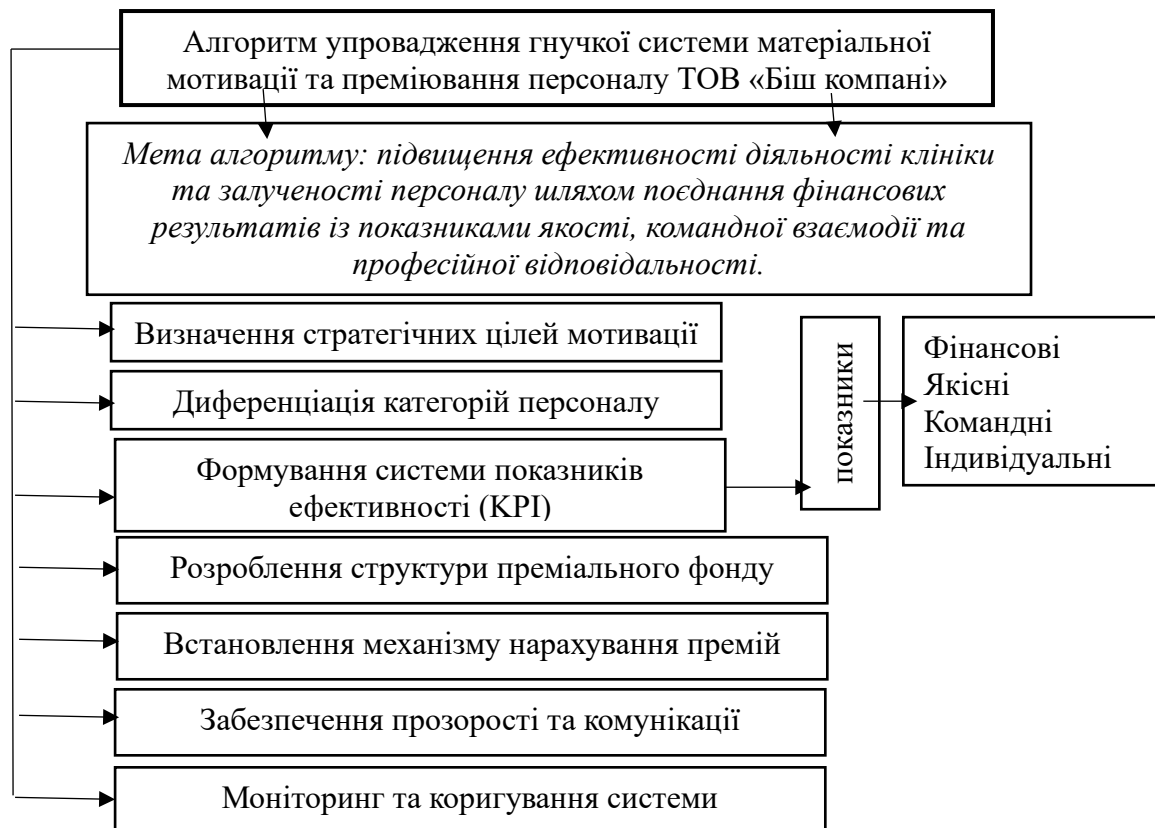 Алгоритм упровадження гнучкої системи матеріальної
мотивації та преміювання персоналу ТОВ «Біш компані»
Мета алгоритму: підвищення ефективності діяльності клініки
та залученості персоналу шляхом поєднання фінансових
результатів із показниками якості, командної взаємодії та
професійної відповідальності.
Визначення стратегічних цілей мотивації
Диференціація категорій персоналу
Формування системи показників
ефективності (KPI)
показники
Фінансові
Якісні
Командні
Індивідуальні
Розроблення структури преміального фонду
Встановлення механізму нарахування премій
Забезпечення прозорості та комунікації
Моніторинг та коригування системи